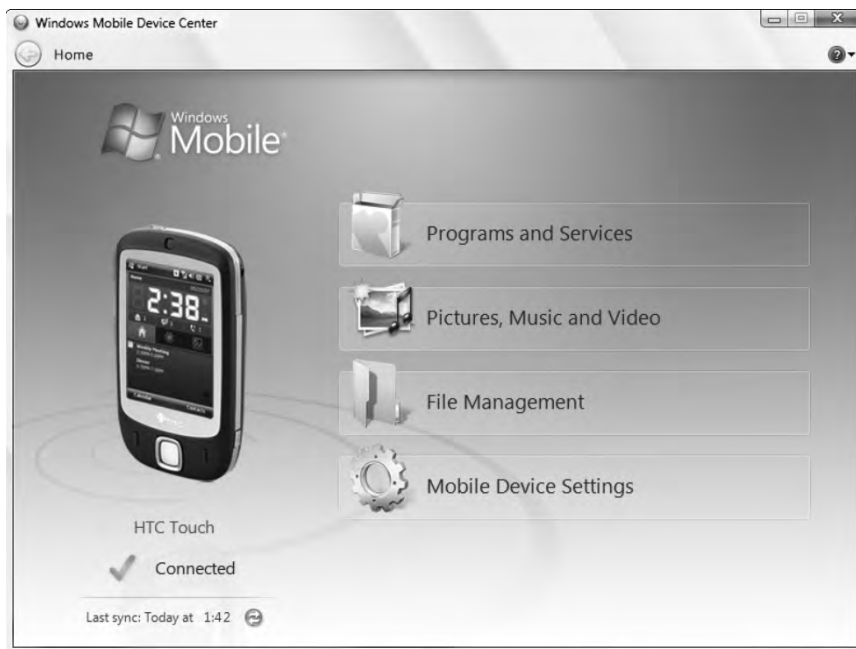 Windows Mobile Device Center
Home
Windows
Mobile
Programs and Services
2:38
Pictures, Music and Video
File Management
Mobile Device Settings
HTC Touch
Connected
Last sync: Today at 1:42